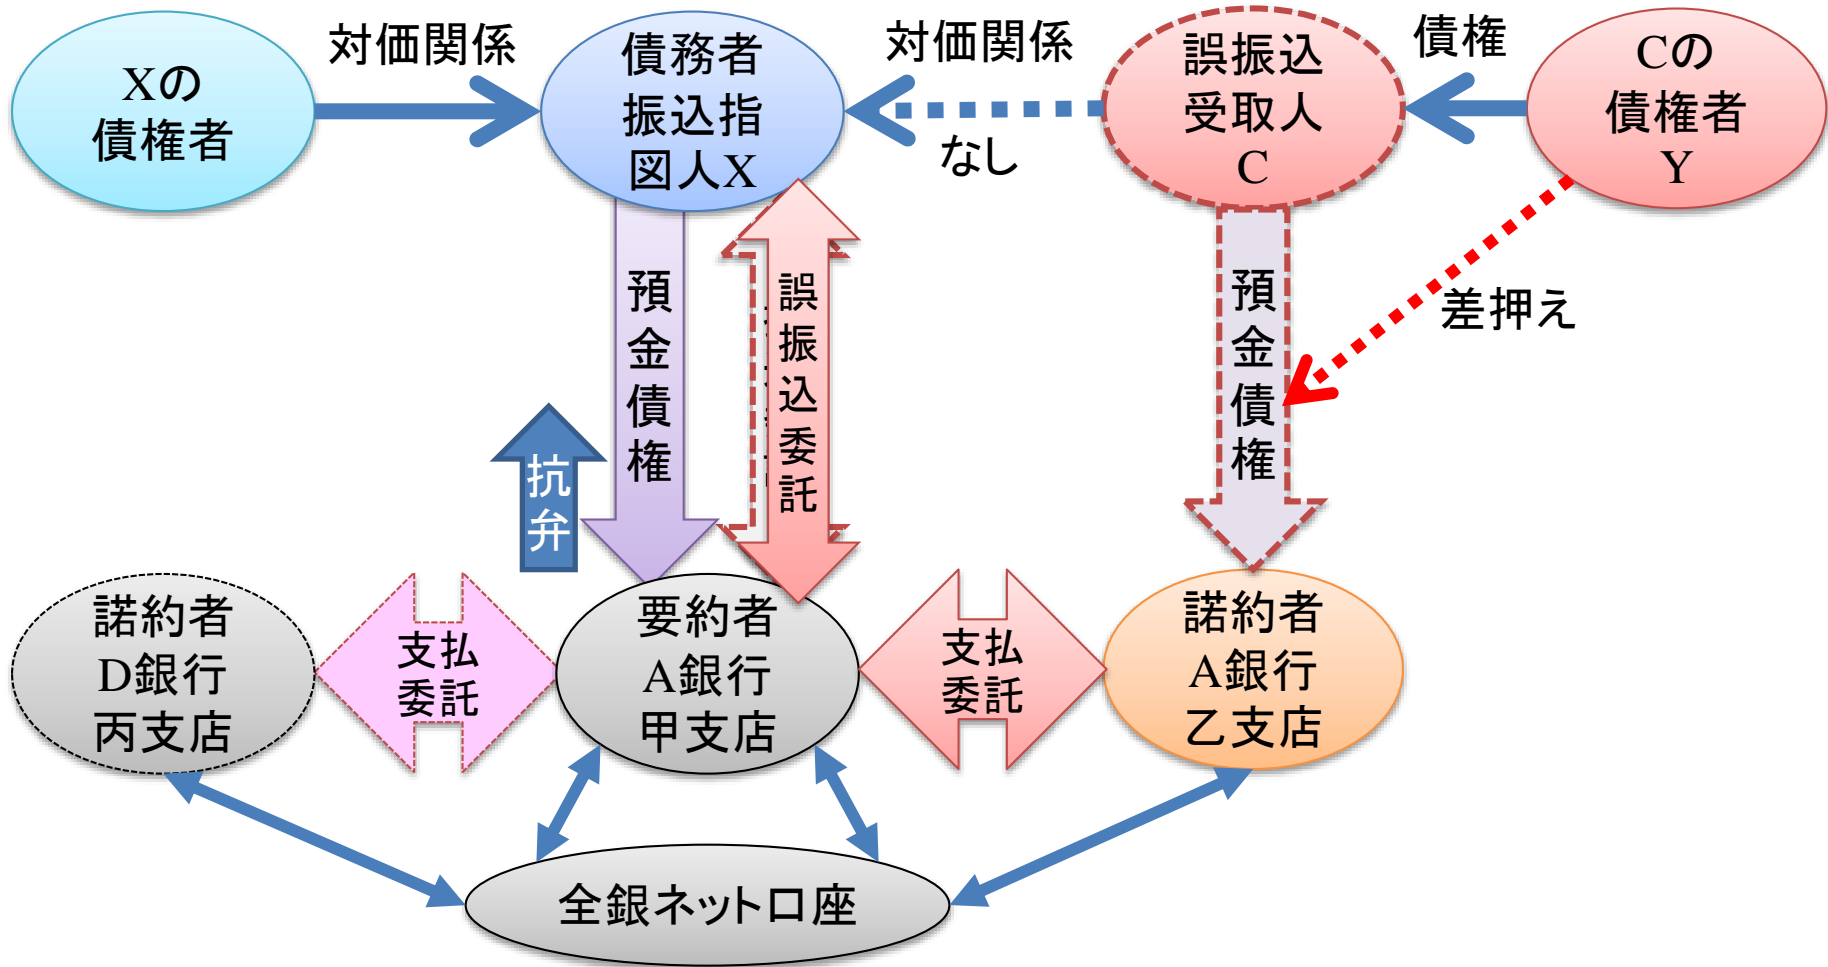 Xの
債権者
対価関係
債務者
振込指
図人X
対価関係
なし
誤振込
受取人
C
債権
Cの
債権者
Y
預金債権
誤振込委託
預金債権
差押え
抗弁
諾約者
D銀行
丙支店
支払
委託
要約者
A銀行
甲支店
支払
委託
諾約者
A銀行
乙支店
全銀ネット口座